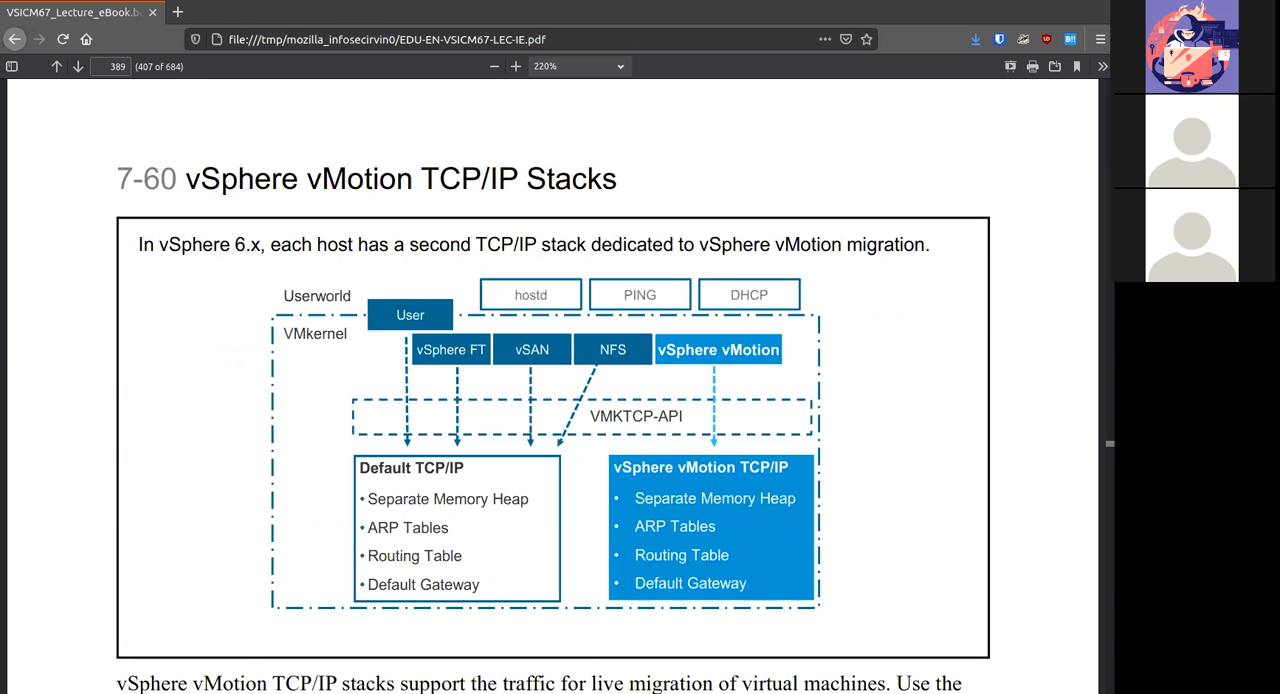 VSICM67_Lecture_eBook.b
file:///tmp/mozilla_infosecirvin0/EDU-EN-VSICM67-LEC-IE.pdf
389 (407 of 684)
220%
7-60 vSphere vMotion TCP/IP Stacks
In vSphere 6.x, each host has a second TCP/IP stack dedicated to vSphere vMotion migration.
Userworld
hostd
PING
DHCP
User
VMkernel
vSphere FT
vSAN
NFS
vSphere vMotion
VMKTCP-API
Default TCP/IP
• Separate Memory Heap
• ARP Tables
• Routing Table
• Default Gateway
vSphere vMotion TCP/IP
• Separate Memory Heap
• ARP Tables
• Routing Table
• Default Gateway
vSphere vMotion TCP/IP stacks support the traffic for live migration of virtual machines. Use the